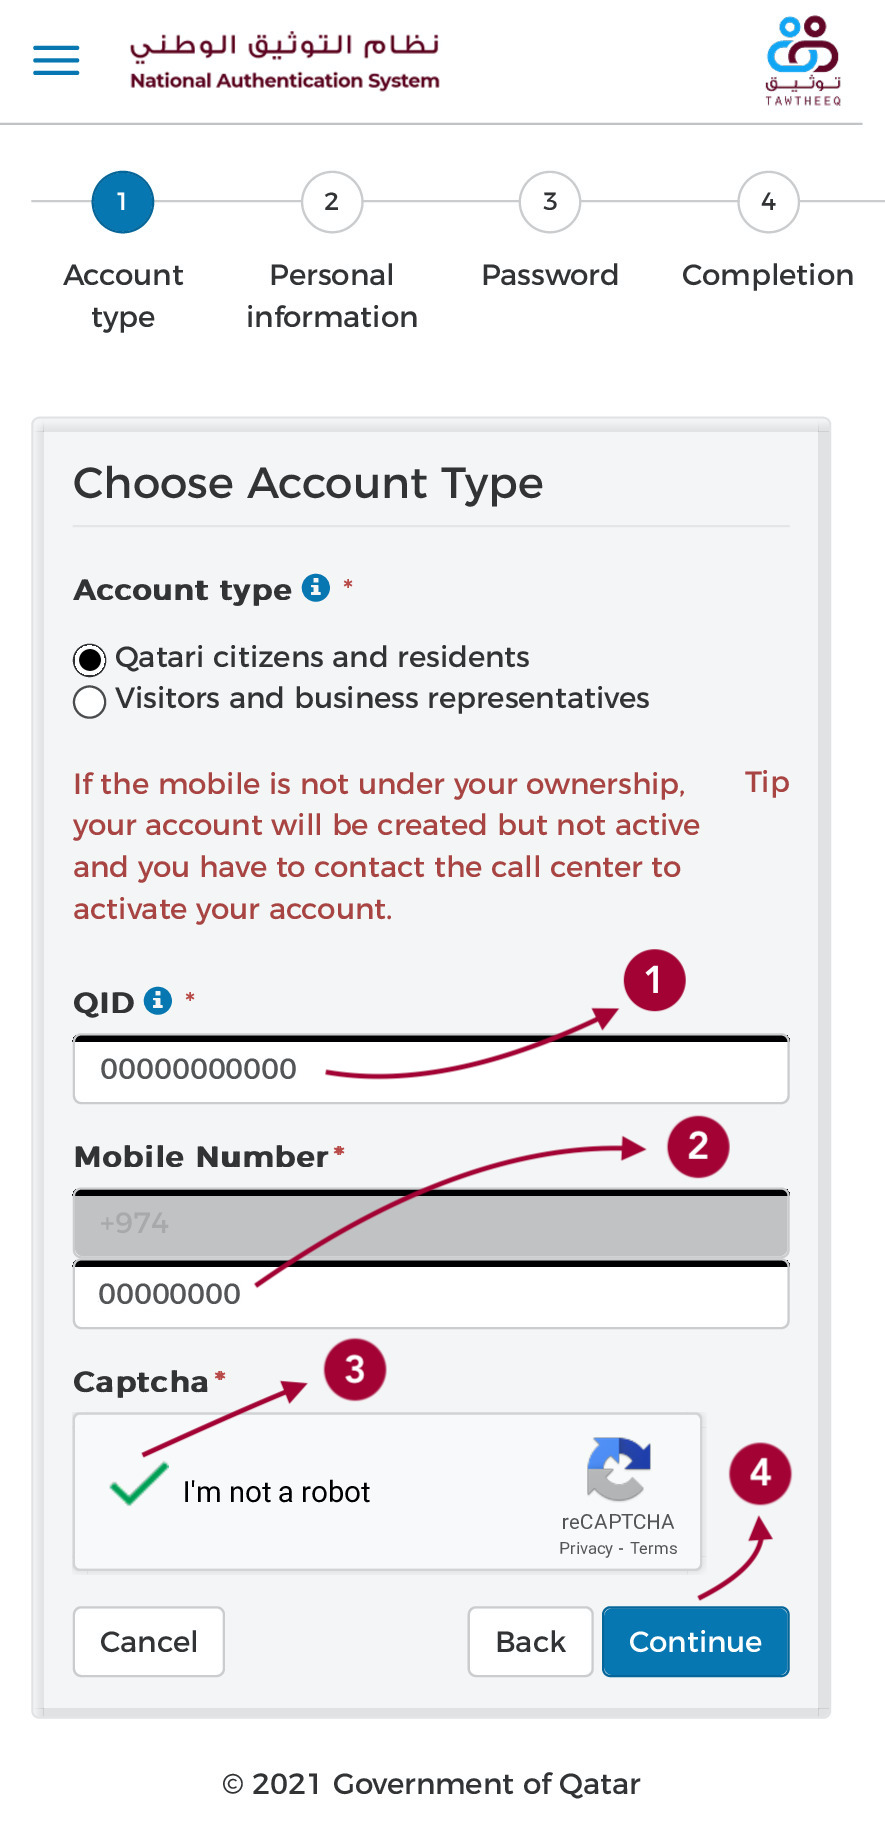 نظام التوثيق الوطني
National Authentication System
توثيق
TAWTHEEQ
1
2
3
4
Account type
Personal information
Password
Completion
Choose Account Type
Account type *
Qatari citizens and residents
Visitors and business representatives
If the mobile is not under your ownership,
your account will be created but not active
and you have to contact the call center to
activate your account.
Tip
1
QID *
00000000000
2
Mobile Number*
+974
00000000
3
Captcha*
I'm not a robot
reCAPTCHA
Privacy - Terms
4
Cancel
Back
Continue
© 2021 Government of Qatar